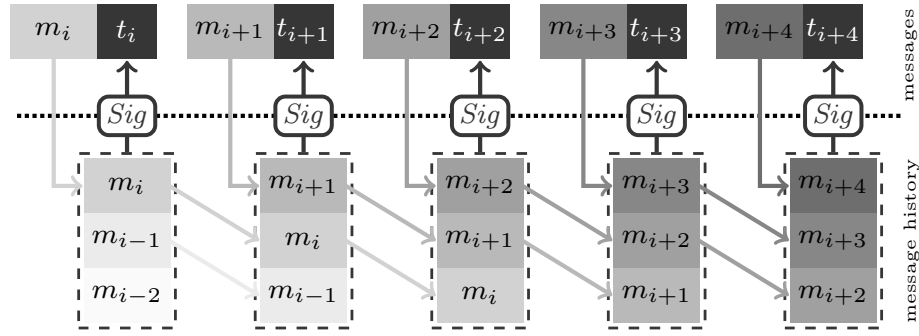 m_i t_i m_{i+1} t_{i+1} m_{i+2} t_{i+2} m_{i+3} t_{i+3} m_{i+4} t_{i+4}
messages
Sig Sig Sig Sig Sig
m_i m_{i+1} m_{i+2} m_{i+3} m_{i+4}
m_{i-1} m_i m_{i+1} m_{i+2} m_{i+3}
m_{i-2} m_{i-1} m_i m_{i+1} m_{i+2}
message history